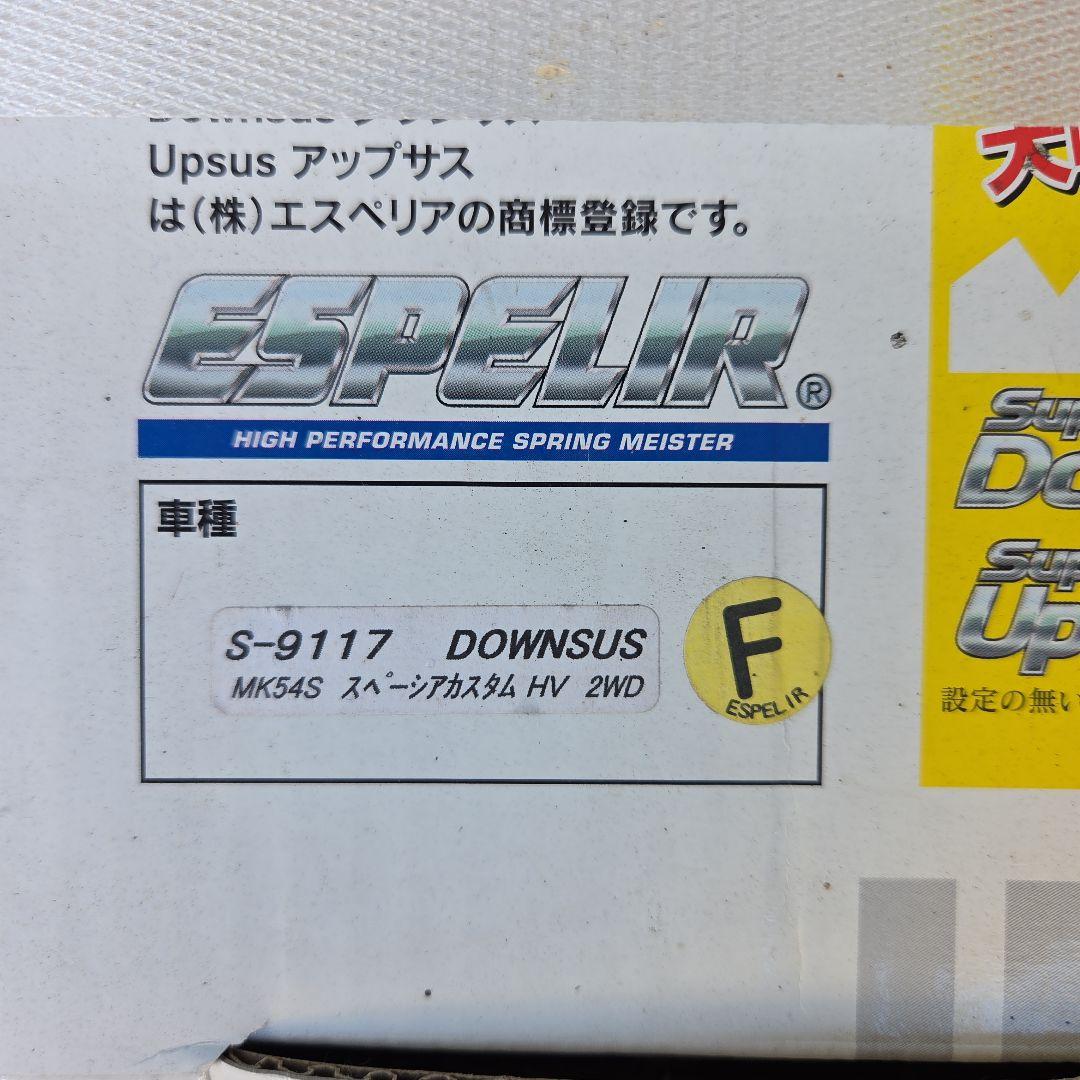 Upsus アップサス
は(株)エスペリアの商標登録です。
ESPELIR®
HIGH PERFORMANCE SPRING MEISTER
車種
S-9117 DOWNSUS
MK54S スペーシアカスタム HV 2WD
F
ESPELIR
設定の無い